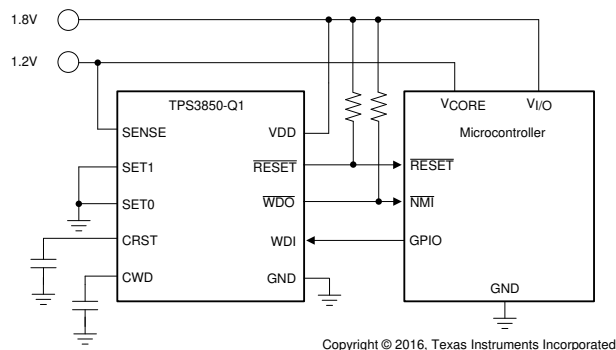 1.8V
1.2V
TPS3850-Q1
SENSE
SET1
SET0
CRST
CWD
VDD
RESET
WDO
WDI
GND
VCORE
VI/O
Microcontroller
RESET
NMI
GPIO
GND
Copyright © 2016, Texas Instruments Incorporated